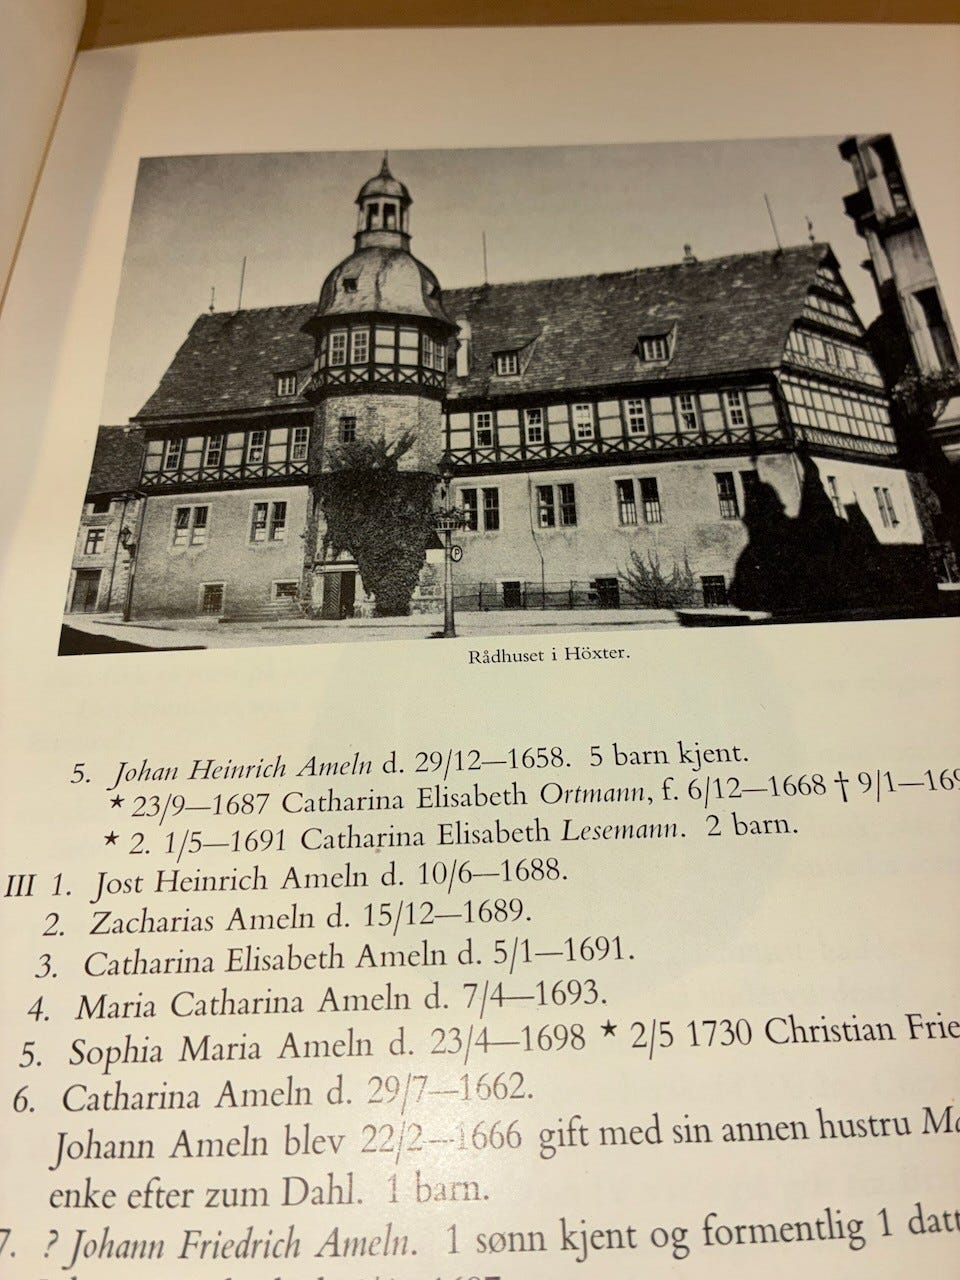 Rådhuset i Höxter.
5. Johan Heinrich Ameln d. 29/12—1658. 5 barn kjent.
★ 23/9—1687 Catharina Elisabeth Ortmann, f. 6/12—1668 † 9/1—169
★ 2. 1/5—1691 Catharina Elisabeth Lesemann. 2 barn.
III 1. Jost Heinrich Ameln d. 10/6—1688.
2. Zacharias Ameln d. 15/12—1689.
3. Catharina Elisabeth Ameln d. 5/1—1691.
4. Maria Catharina Ameln d. 7/4—1693.
5. Sophia Maria Ameln d. 23/4—1698 ★ 2/5 1730 Christian Frie
6. Catharina Ameln d. 29/7—1662.
Johann Ameln blev 22/2—1666 gift med sin annen hustru Ma
enke efter zum Dahl. 1 barn.
7. ? Johann Friedrich Ameln. 1 sønn kjent og formentlig 1 datt